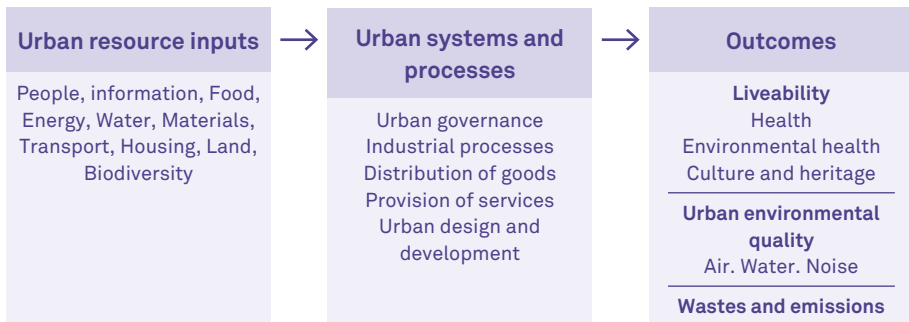 Urban resource inputs
People, information, Food,
Energy, Water, Materials,
Transport, Housing, Land,
Biodiversity
Urban systems and
processes
Urban governance
Industrial processes
Distribution of goods
Provision of services
Urban design and
development
Outcomes
Liveability
Health
Environmental health
Culture and heritage
Urban environmental
quality
Air. Water. Noise
Wastes and emissions